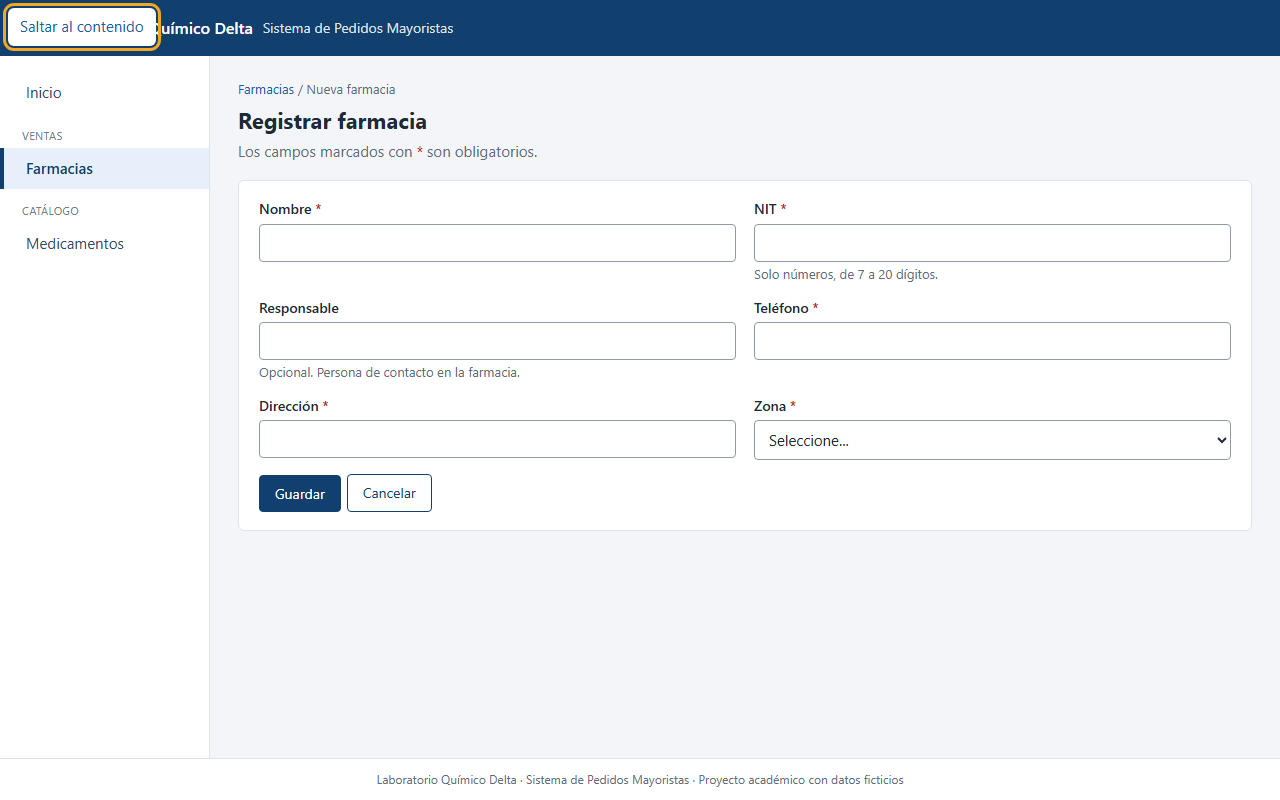 Saltar al contenido
Químico Delta Sistema de Pedidos Mayoristas
Inicio
VENTAS
Farmacias
CATÁLOGO
Medicamentos
Farmacias / Nueva farmacia
Registrar farmacia
Los campos marcados con * son obligatorios.
Nombre *
NIT *
Solo números, de 7 a 20 dígitos.
Responsable
Teléfono *
Opcional. Persona de contacto en la farmacia.
Dirección *
Zona *
Seleccione...
Guardar Cancelar
Laboratorio Químico Delta · Sistema de Pedidos Mayoristas · Proyecto académico con datos ficticios